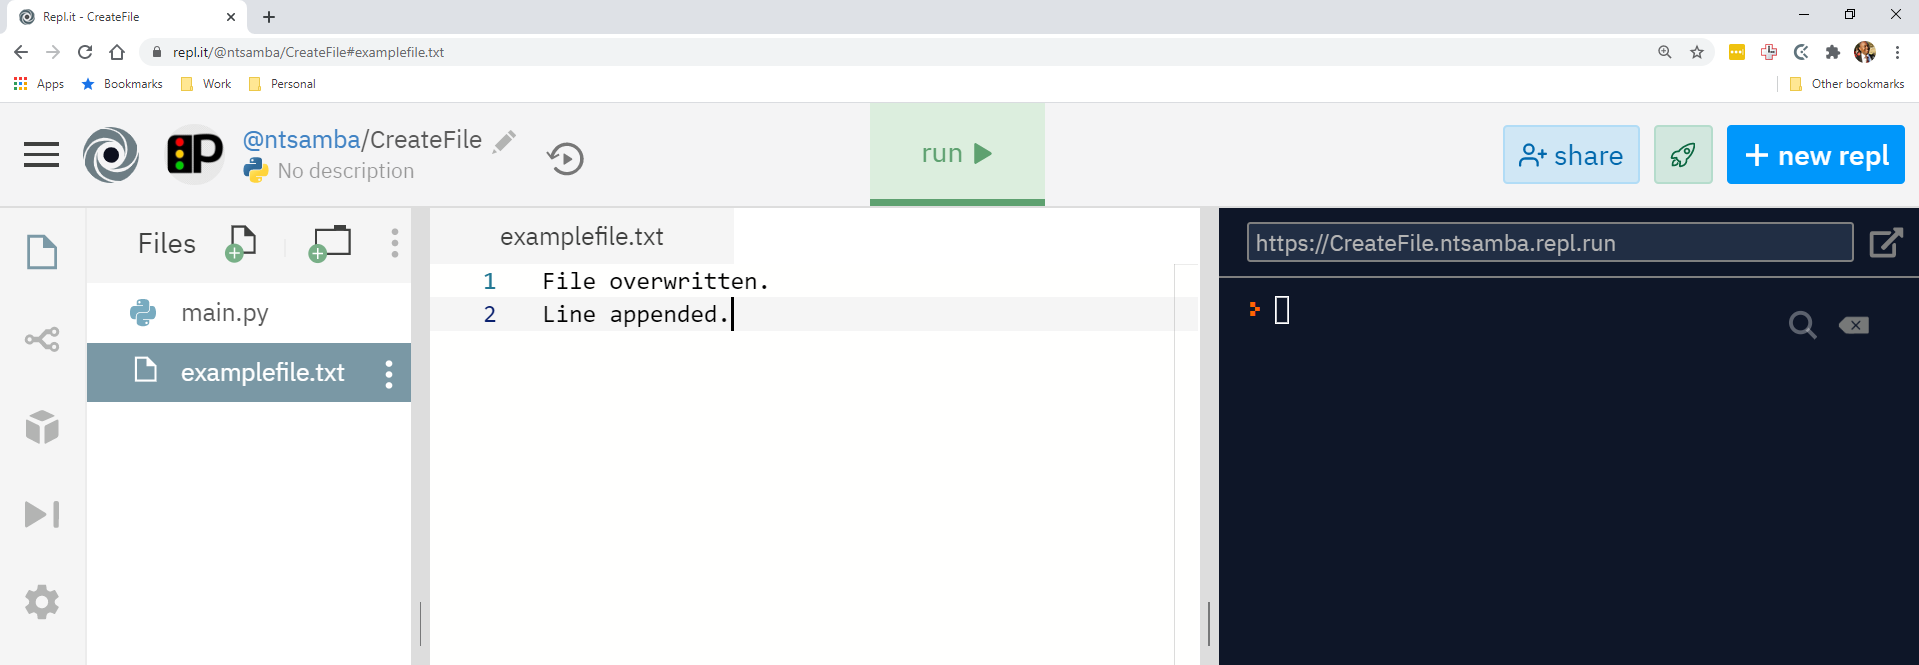 Repl.it - CreateFile
repl.it/@ntsamba/CreateFile#examplefile.txt
Apps Bookmarks Work Personal Other bookmarks
P @ntsamba/CreateFile
No description
run
share
+ new repl
Files
main.py
examplefile.txt
examplefile.txt
1 File overwritten.
2 Line appended.
https://CreateFile.ntsamba.repl.run